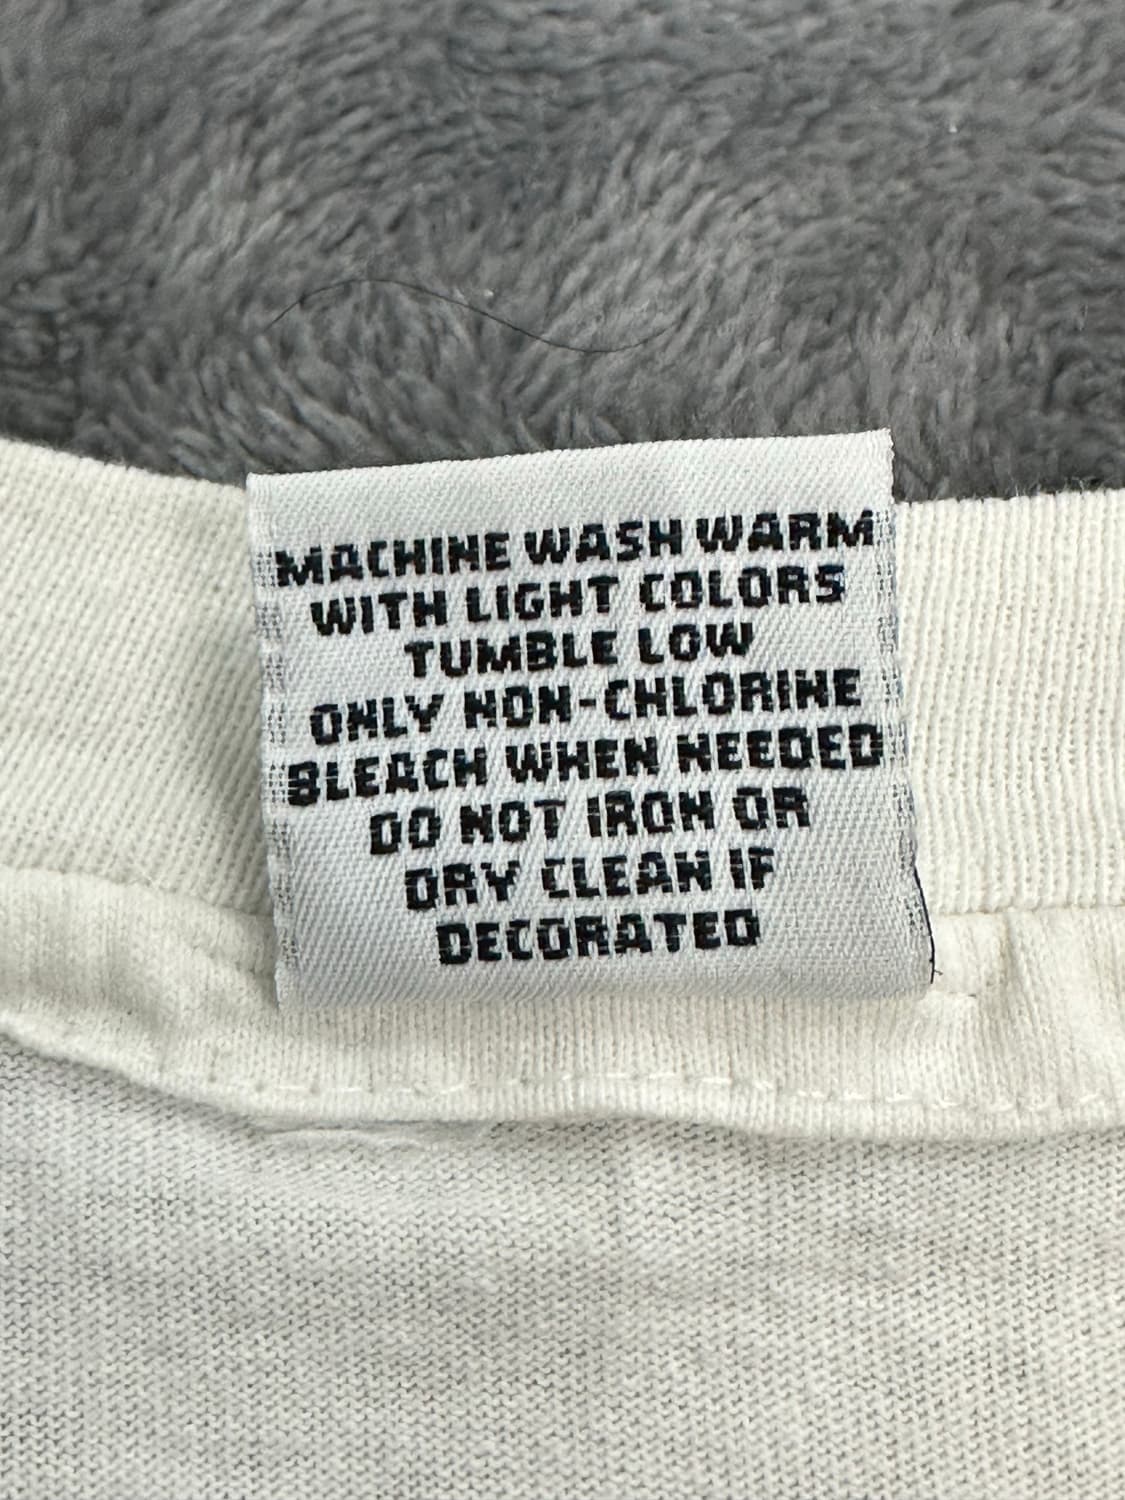 MACHINE WASH WARM
WITH LIGHT COLORS
TUMBLE LOW
ONLY NON-CHLORINE
BLEACH WHEN NEEDED
DO NOT IRON OR
DRY CLEAN IF
DECORATED